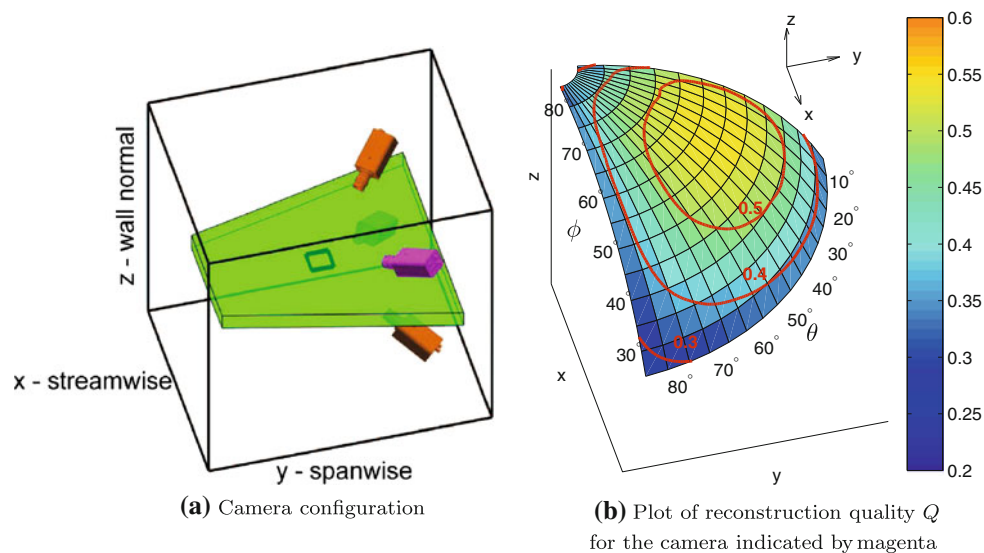 z - wall normal
x - streamwise
y - spanwise
(a) Camera configuration
z
y
x
80°
70°
60°
50°
40°
30°
ϕ
10°
20°
30°
40°
50°
60°
70°
80°
θ
0.5
0.4
0.3
z
x
y
0.6
0.55
0.5
0.45
0.4
0.35
0.3
0.25
0.2
(b) Plot of reconstruction quality Q
for the camera indicated by magenta